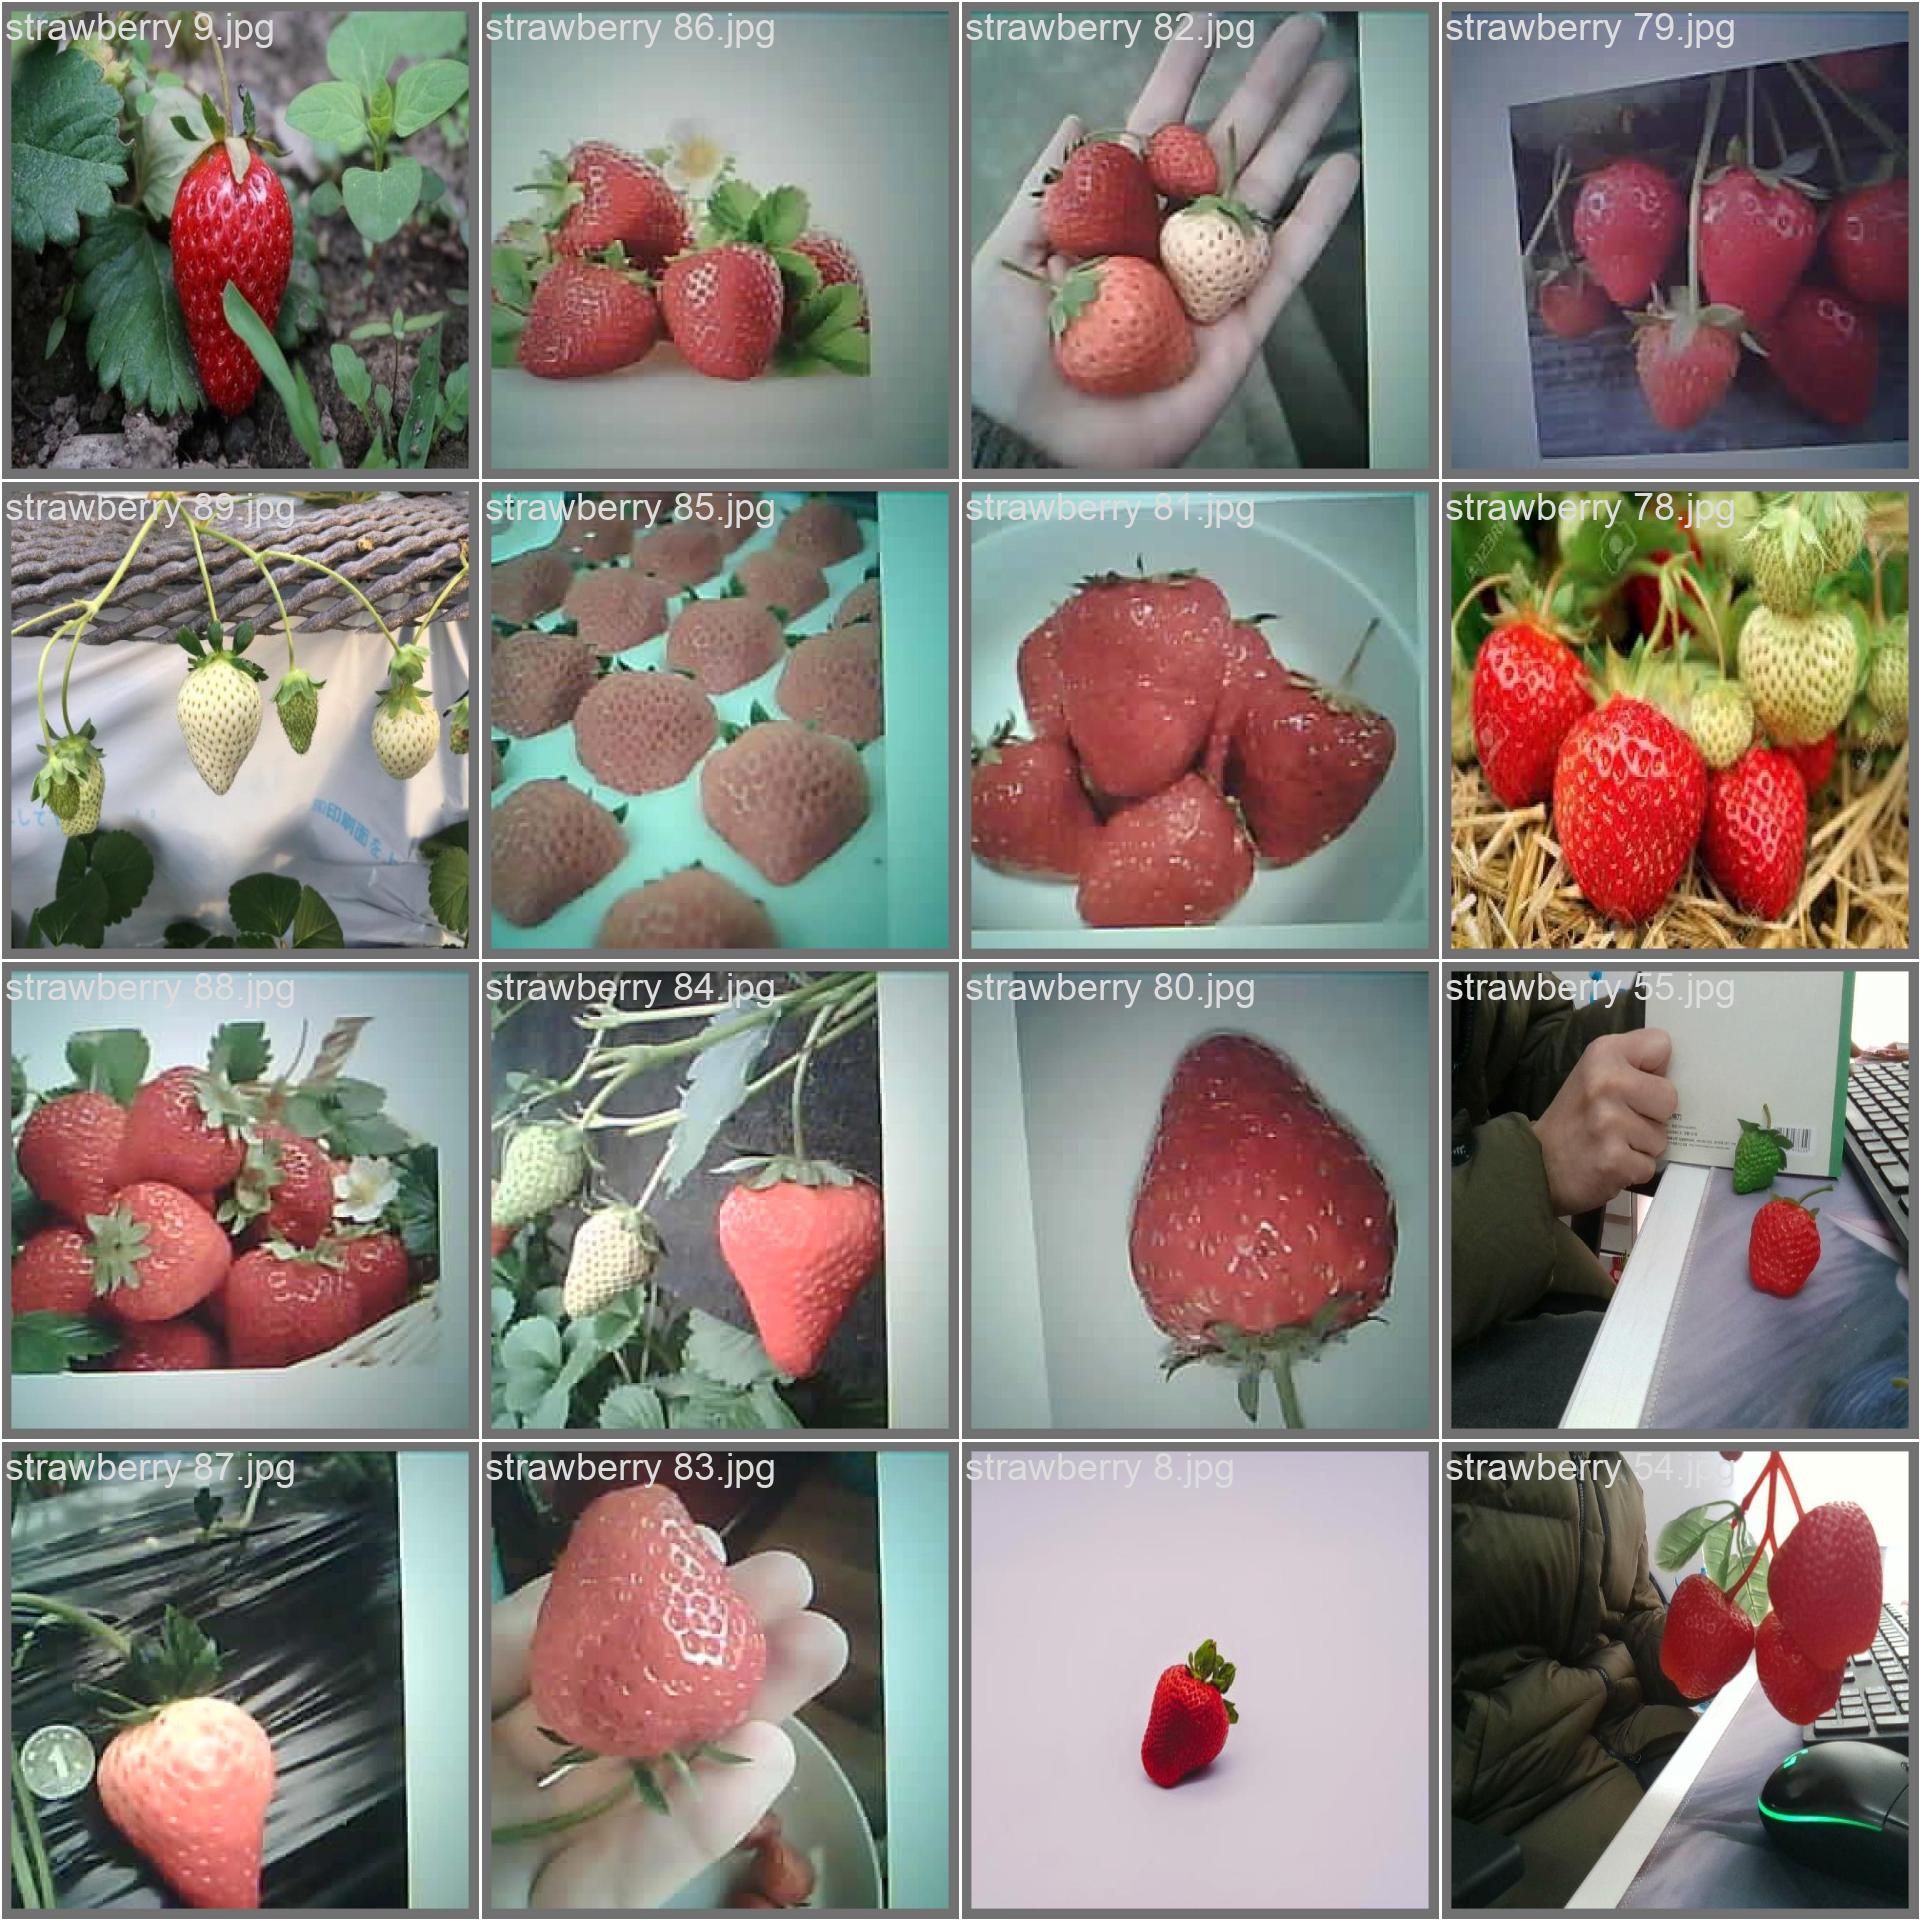 strawberry 9.jpg
strawberry 86.jpg
strawberry 82.jpg
strawberry 79.jpg
strawberry 89.jpg
strawberry 85.jpg
strawberry 81.jpg
strawberry 78.jpg
strawberry 88.jpg
strawberry 84.jpg
strawberry 80.jpg
strawberry 55.jpg
strawberry 87.jpg
1
strawberry 83.jpg
strawberry 8.jpg
strawberry 54.jpg